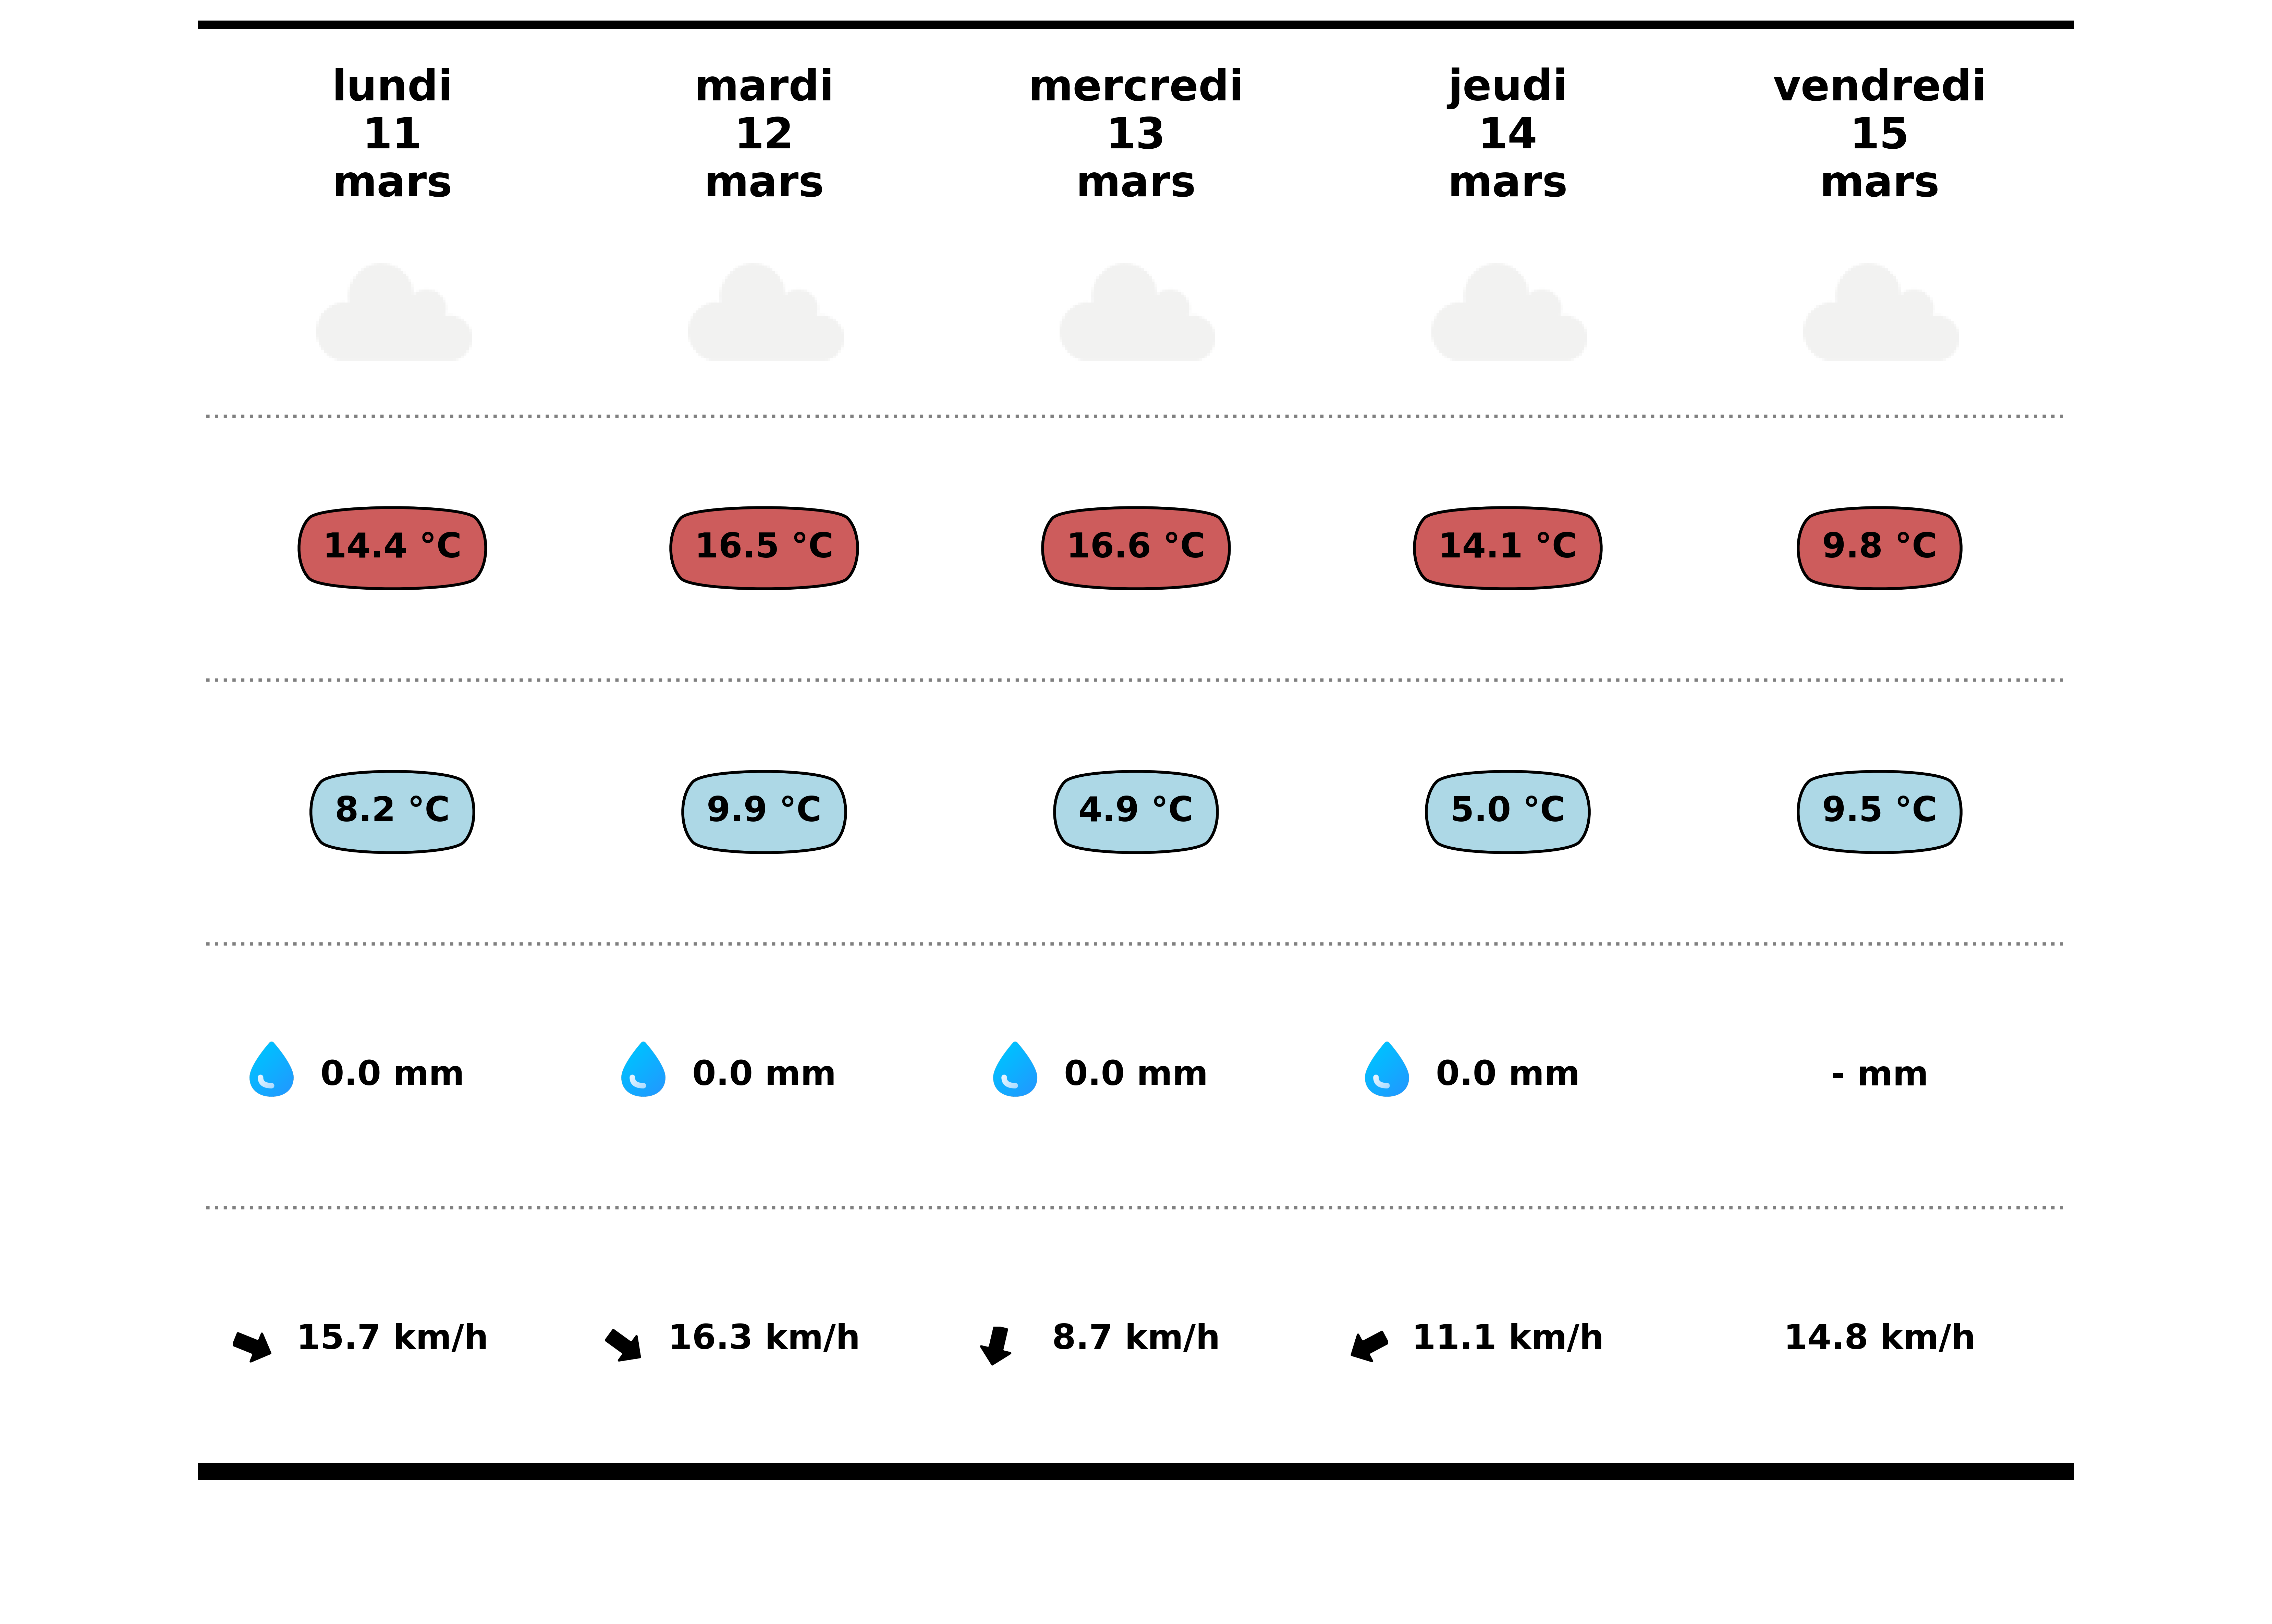 lundi
11
mars
mardi
12
mars
mercredi
13
mars
jeudi
14
mars
vendredi
15
mars
14.4 °C
16.5 °C
16.6 °C
14.1 °C
9.8 °C
8.2 °C
9.9 °C
4.9 °C
5.0 °C
9.5 °C
0.0 mm
0.0 mm
0.0 mm
0.0 mm
- mm
15.7 km/h
16.3 km/h
8.7 km/h
11.1 km/h
14.8 km/h